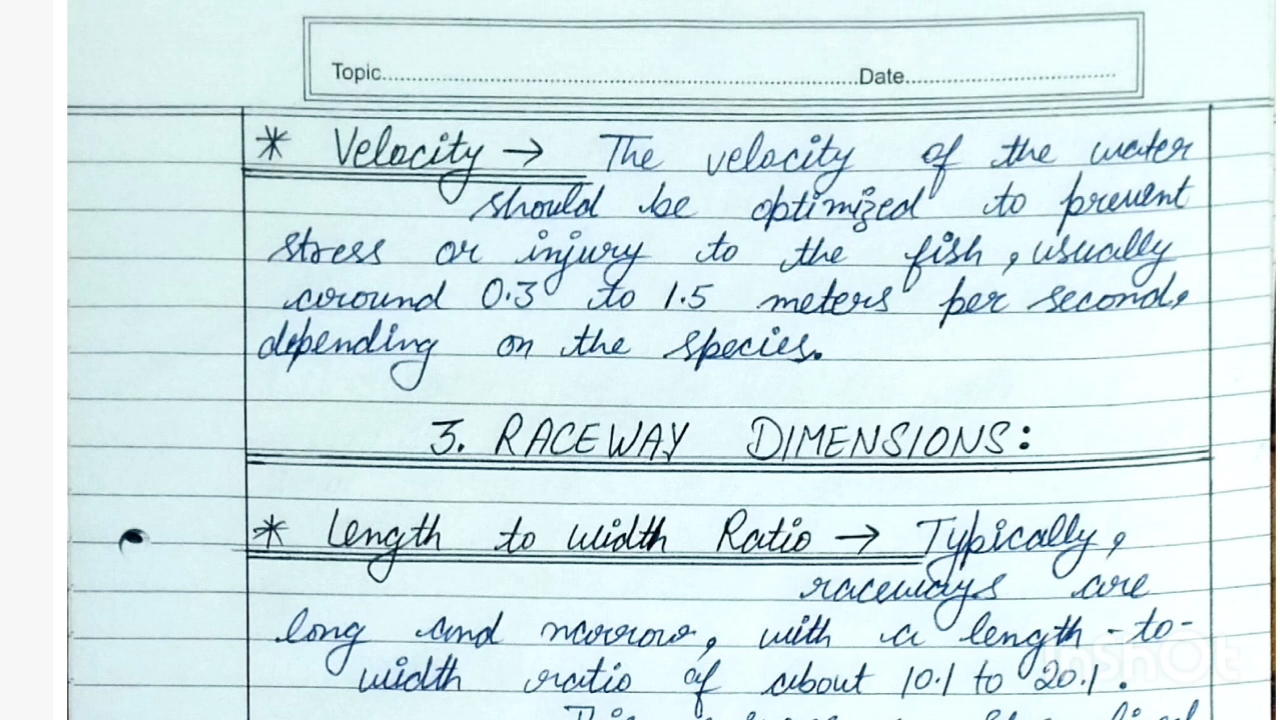 Topic.....Date.....
* Velocity → The velocity of the water
should be optimized to prevent
stress or injury to the fish, usually
around 0.3 to 1.5 meters per second,
depending on the species.
3. RACEWAY DIMENSIONS:
* Length to width Ratio → Typically,
raceways are
long and narrow, with a length-to-
width ratio of about 10.1 to 20.1.
This